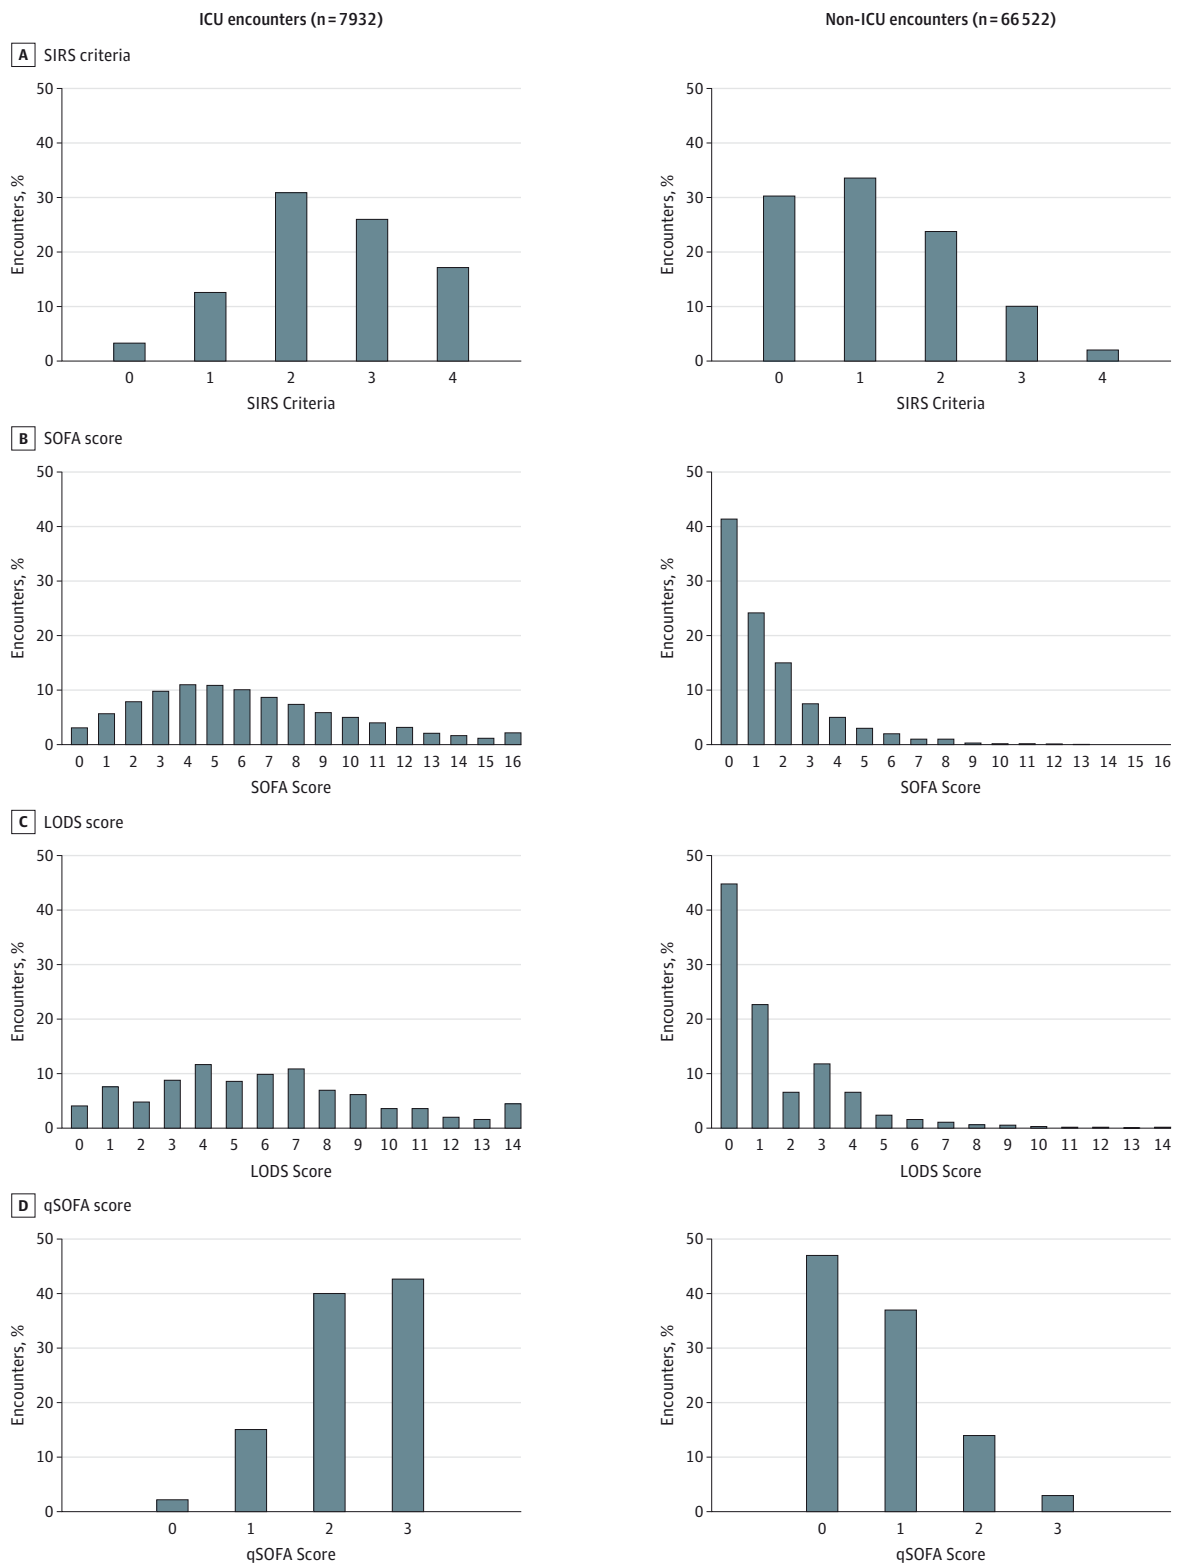 ICU encounters (n=7932)
Non-ICU encounters (n=66 522)
A SIRS criteria
50
40
30
20
10
0
Encounters, %
0 1 2 3 4
SIRS Criteria
50
40
30
20
10
0
Encounters, %
0 1 2 3 4
SIRS Criteria
B SOFA score
50
40
30
20
10
0
Encounters, %
0 1 2 3 4 5 6 7 8 9 10 11 12 13 14 15 16
SOFA Score
50
40
30
20
10
0
Encounters, %
0 1 2 3 4 5 6 7 8 9 10 11 12 13 14 15 16
SOFA Score
C LODS score
50
40
30
20
10
0
Encounters, %
0 1 2 3 4 5 6 7 8 9 10 11 12 13 14
LODS Score
50
40
30
20
10
0
Encounters, %
0 1 2 3 4 5 6 7 8 9 10 11 12 13 14
LODS Score
D qSOFA score
50
40
30
20
10
0
Encounters, %
0 1 2 3
qSOFA Score
50
40
30
20
10
0
Encounters, %
0 1 2 3
qSOFA Score